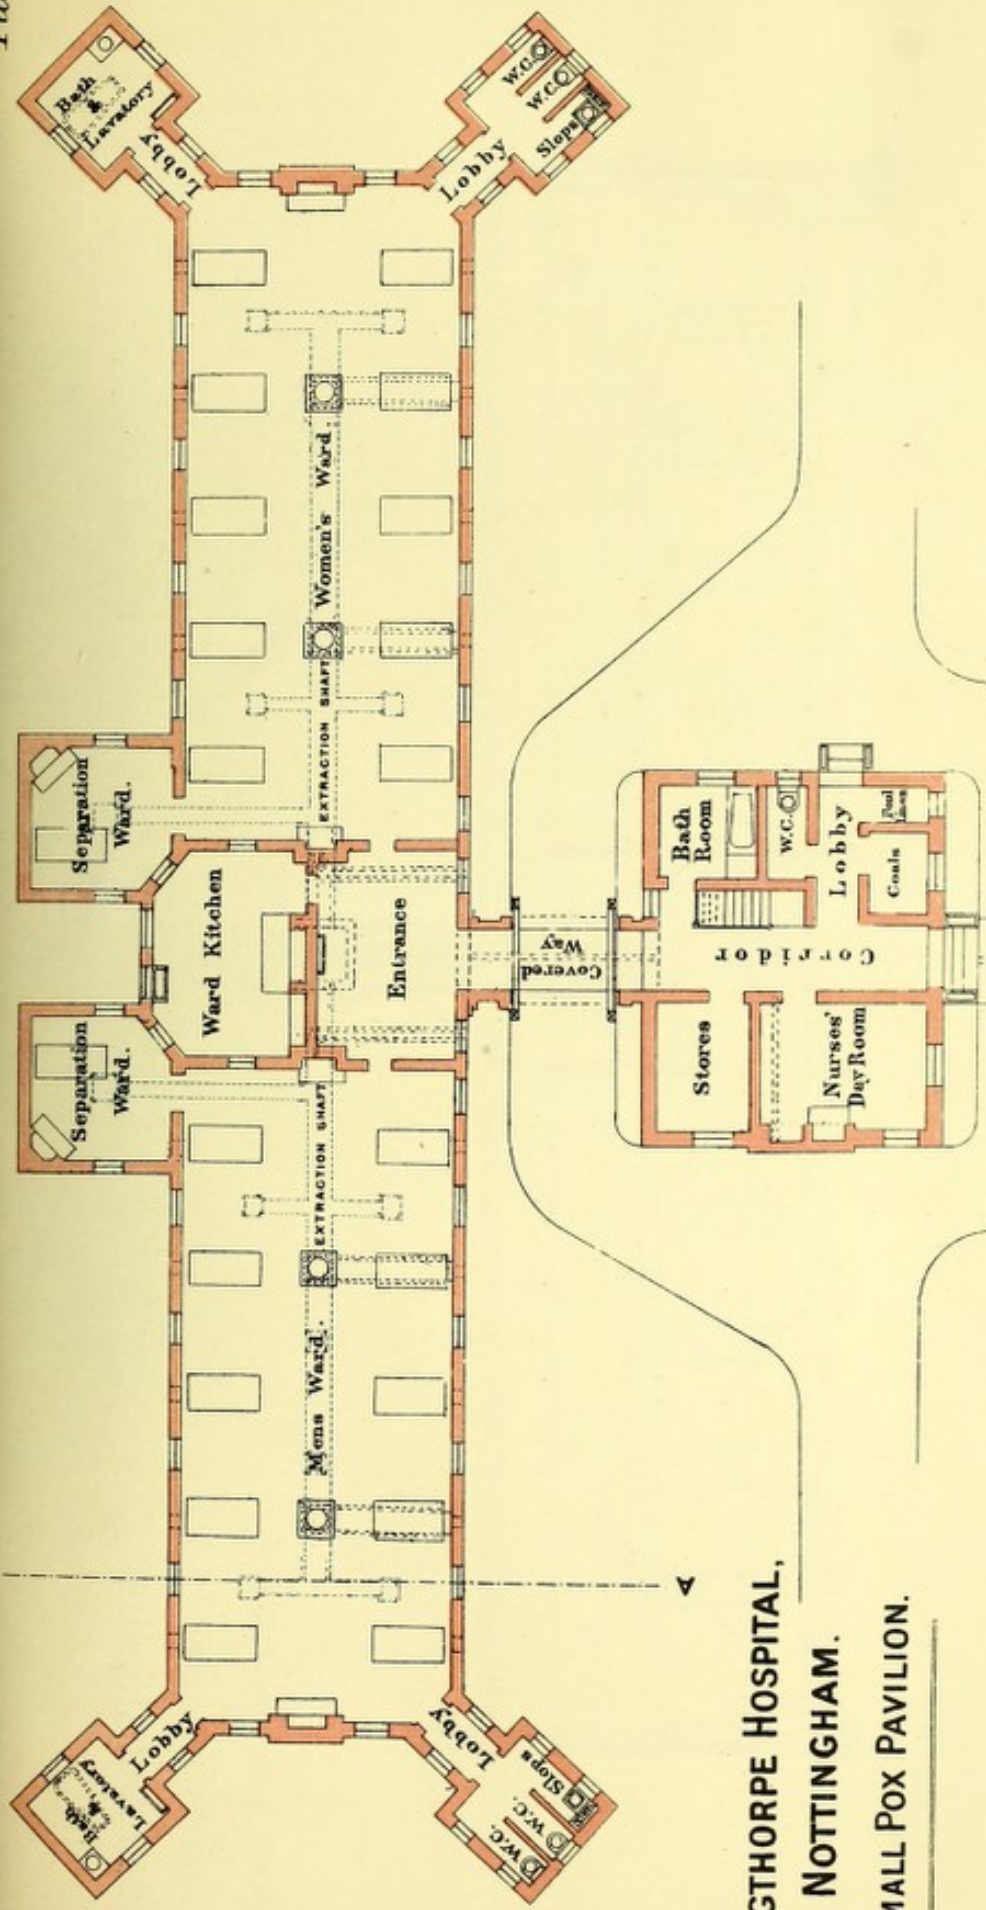 Bath
&
Lavatory
Lobby
W.C.
W.C.
Slops
Lobby
Women's Ward.
EXTRACTION SHAFT
Separation
Ward.
Ward Kitchen
Entrance
Separation
Ward.
EXTRACTION SHAFT
Mens Ward.
Covered
Way
Bath
Room
W.C.
Lobby
Coals
Corridor
Stores
Nurses'
Day Room
Lobby
Bath
&
Lavatory
Lobby
Slops
W.C.
W.C.
A
GTHORPE HOSPITAL,
NOTTINGHAM.
MALL POX PAVILION.